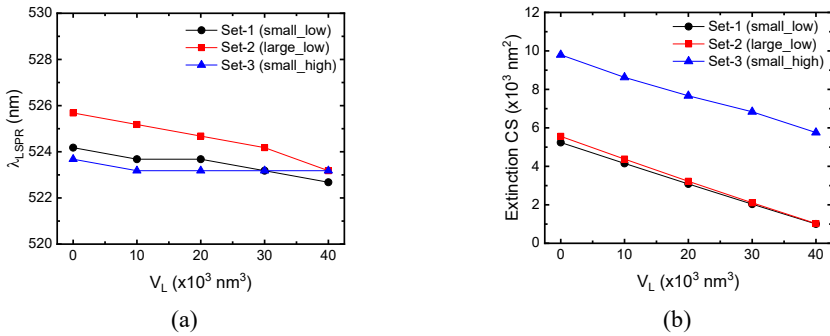 530
528
526
524
522
520
λLSPR (nm)
Set-1 (small_low)
Set-2 (large_low)
Set-3 (small_high)
0 10 20 30 40
VL (x10³ nm³)
(a)
12
10
8
6
4
2
0
Extinction CS (x10³ nm²)
Set-1 (small_low)
Set-2 (large_low)
Set-3 (small_high)
0 10 20 30 40
VL (x10³ nm³)
(b)